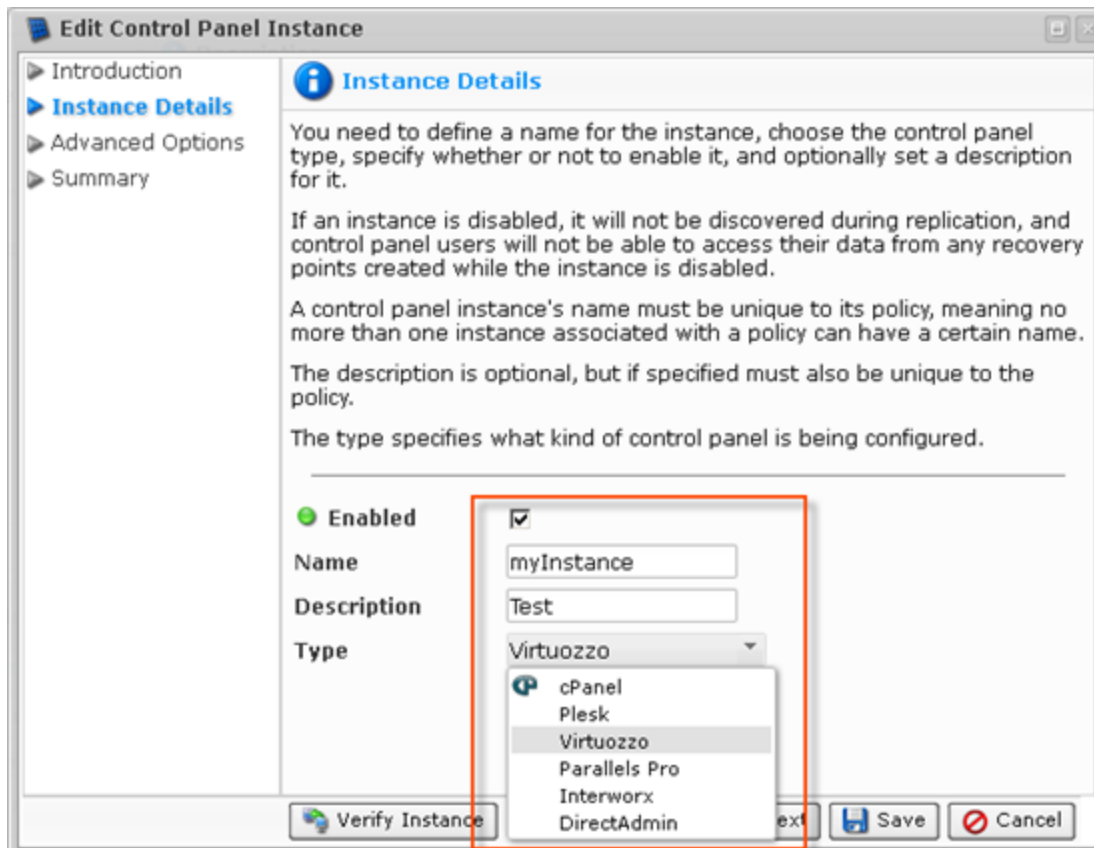 Edit Control Panel Instance
Introduction
Instance Details
Advanced Options
Summary
Instance Details
You need to define a name for the instance, choose the control panel
type, specify whether or not to enable it, and optionally set a description
for it.
If an instance is disabled, it will not be discovered during replication, and
control panel users will not be able to access their data from any recovery
points created while the instance is disabled.
A control panel instance's name must be unique to its policy, meaning no
more than one instance associated with a policy can have a certain name.
The description is optional, but if specified must also be unique to the
policy.
The type specifies what kind of control panel is being configured.
Enabled
Name myInstance
Description Test
Type Virtuozzo
cPanel
Plesk
Virtuozzo
Parallels Pro
Interworx
DirectAdmin
Verify Instance Save Cancel